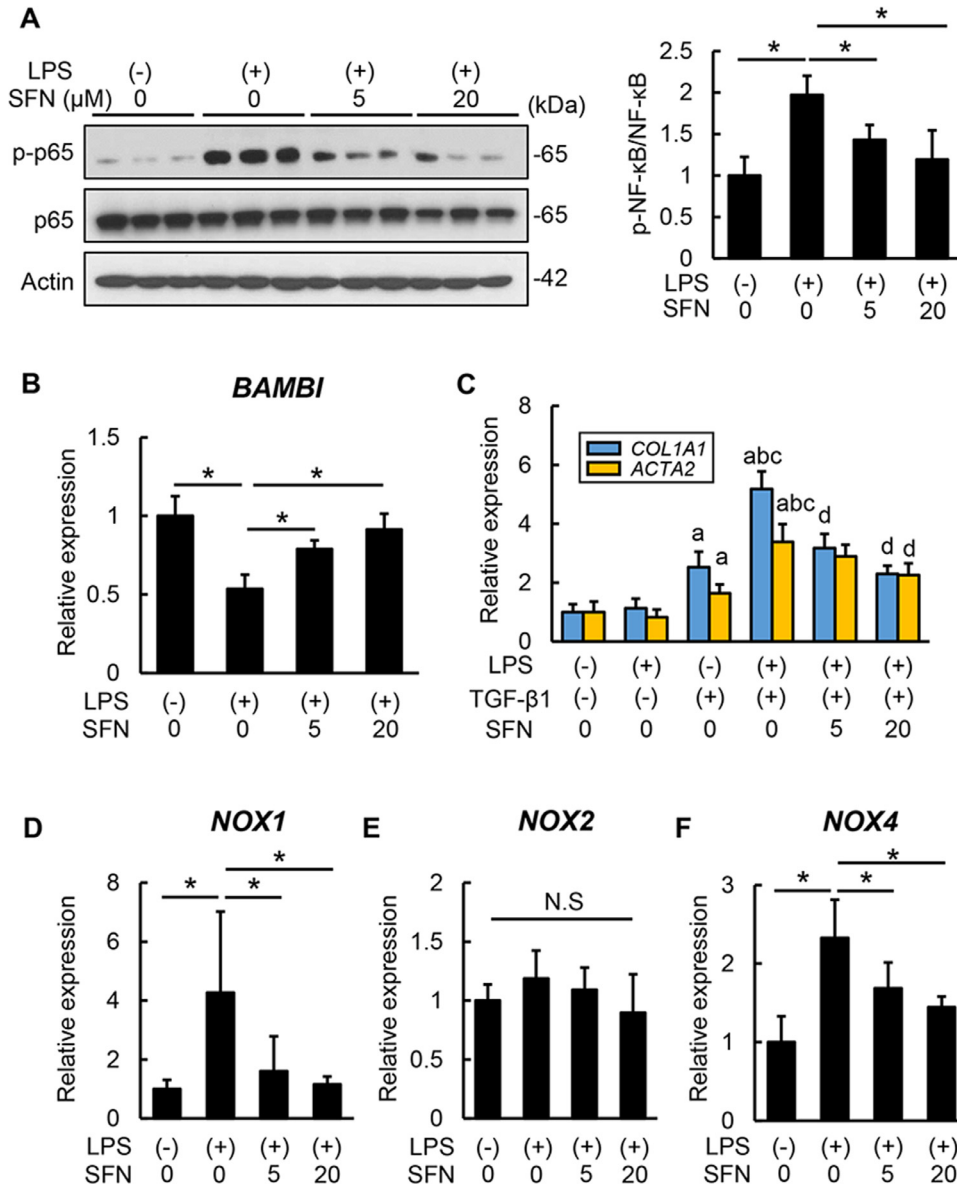 A
LPS (-) (+) (+) (+)
SFN (µM) 0 0 5 20 (kDa)
p-p65 -65
p65 -65
Actin -42
p-NF-κB/NF-κB
2.5
2
1.5
1
0.5
0
* * *
LPS (-) (+) (+) (+)
SFN 0 0 5 20
B
BAMBI
Relative expression
1.5
1
0.5
0
* * *
LPS (-) (+) (+) (+)
SFN 0 0 5 20
C
Relative expression
8
6
4
2
0
COL1A1
ACTA2
a a abc abc d d d
LPS (-) (+) (-) (+) (+) (+)
TGF-β1 (-) (-) (+) (+) (+) (+)
SFN 0 0 0 0 5 20
D
NOX1
Relative expression
8
6
4
2
0
* * *
LPS (-) (+) (+) (+)
SFN 0 0 5 20
E
NOX2
Relative expression
2
1.5
1
0.5
0
N.S
LPS (-) (+) (+) (+)
SFN 0 0 5 20
F
NOX4
Relative expression
3
2
1
0
* * *
LPS (-) (+) (+) (+)
SFN 0 0 5 20